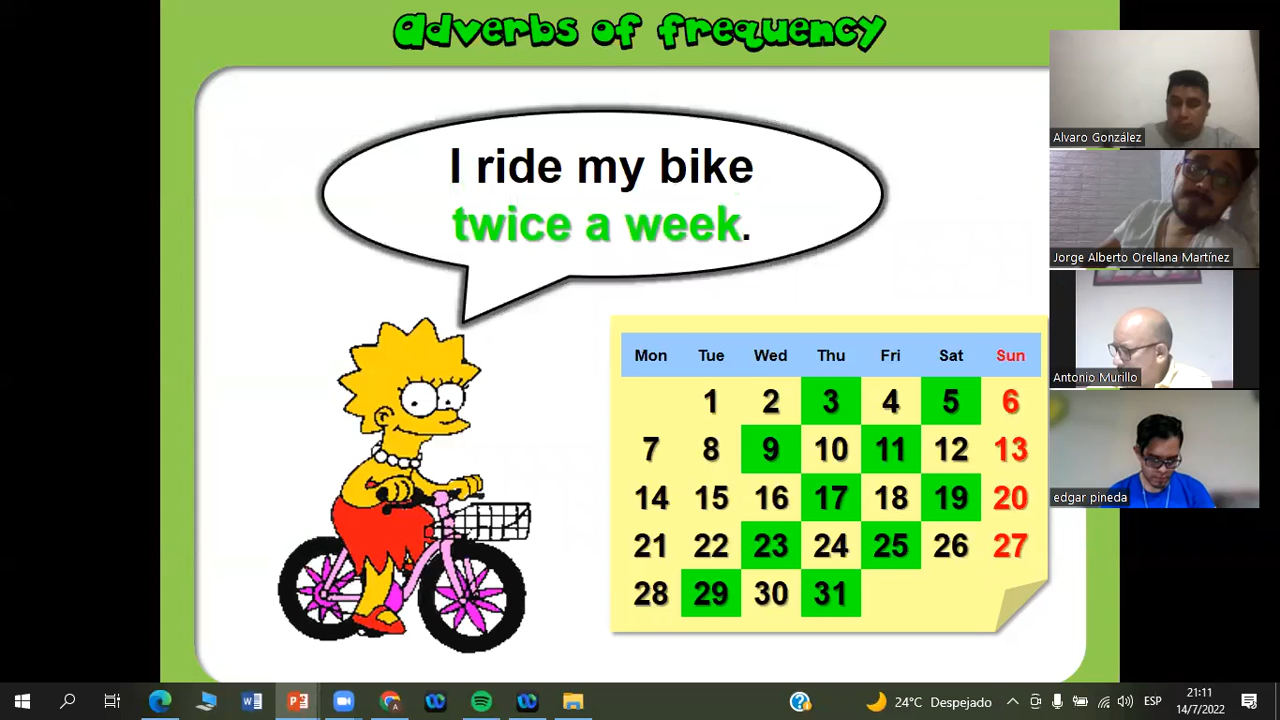 Adverbs of frequency
I ride my bike
twice a week.
Mon Tue Wed Thu Fri Sat Sun
1 2 3 4 5 6
7 8 9 10 11 12 13
14 15 16 17 18 19 20
21 22 23 24 25 26 27
28 29 30 31
Alvaro González
Jorge Alberto Orellana Martínez
Antonio Murillo
edgar pineda
24°C Despejado
ESP
21:11
14/7/2022